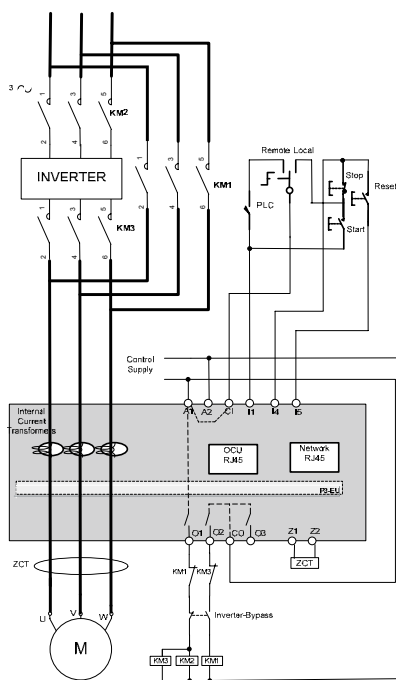 3
1 3 5
KM2
2 4 6
INVERTER
1 3 5
KM3
2 4 6
1 3 5
KM1
2 4 6
Remote Local
Stop
Reset
PLC
Start
Control
Supply
A1 A2 C1 I1 I4 I5
Internal
Current
Transformers
OCU
RJ45
Network
RJ45
O1 O2 CO O3 Z1 Z2
ZCT
KM1 KM3
ZCT
Inverter-Bypass
U V W
M
KM3 KM2 KM1